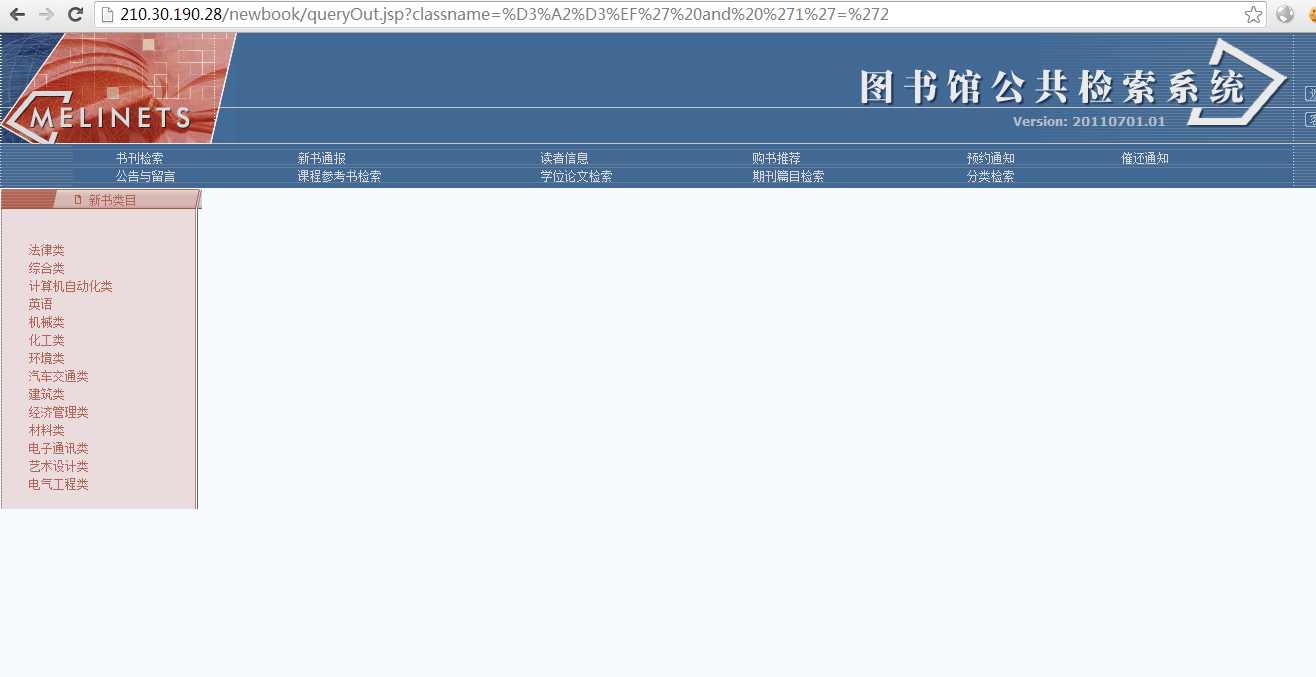 210.30.190.28/newbook/queryOut.jsp?classname=%D3%A2%D3%EF%27%20and%20%271%27=%272
MELINETS
图书馆公共检索系统
Version: 20110701.01
书刊检索 新书通报 读者信息 购书推荐 预约通知 催还通知
公告与留言 课程参考书检索 学位论文检索 期刊篇目检索 分类检索
新书类目
法律类
综合类
计算机自动化类
英语
机械类
化工类
环境类
汽车交通类
建筑类
经济管理类
材料类
电子通讯类
艺术设计类
电气工程类